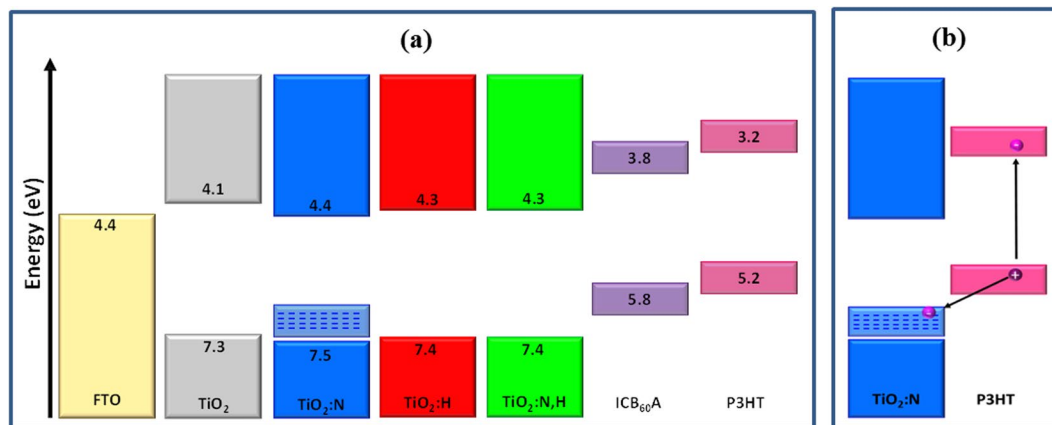 (a)
(b)
Energy (eV)
3.2
3.8
4.1
4.4
4.3
4.3
4.4
5.2
5.8
7.3
7.5
7.4
7.4
FTO
TiO₂
TiO₂:N
TiO₂:H
TiO₂:N,H
ICB₆₀A
P3HT
+
-
TiO₂:N
P3HT